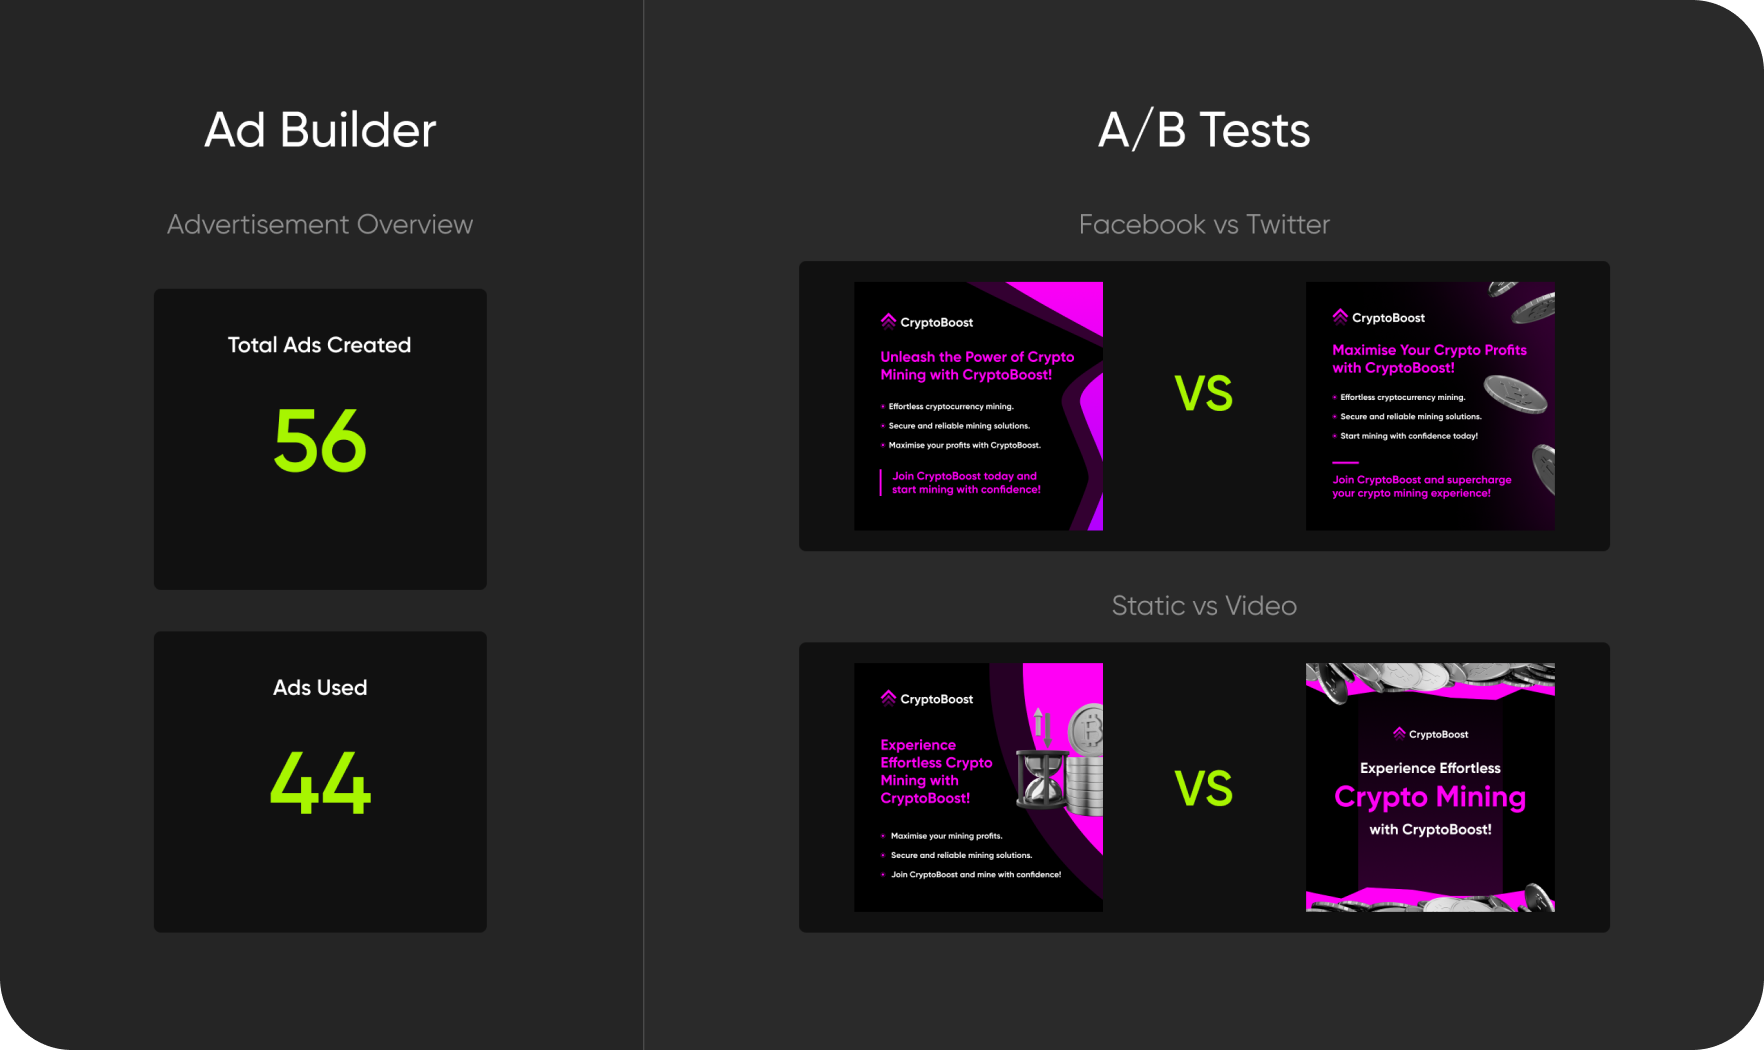 Ad Builder
Advertisement Overview
Total Ads Created
56
Ads Used
44
A/B Tests
Facebook vs Twitter
CryptoBoost
Unleash the Power of Crypto
Mining with CryptoBoost!
Effortless cryptocurrency mining.
Secure and reliable mining solutions.
Maximise your profits with CryptoBoost.
Join CryptoBoost today and
start mining with confidence!
VS
CryptoBoost
Maximise Your Crypto Profits
with CryptoBoost!
Effortless cryptocurrency mining.
Secure and reliable mining solutions.
Start mining with confidence today!
Join CryptoBoost and supercharge
your crypto mining experience!
Static vs Video
CryptoBoost
Experience
Effortless Crypto
Mining with
CryptoBoost!
Maximise your mining profits.
Secure and reliable mining solutions.
Join CryptoBoost and mine with confidence!
VS
CryptoBoost
Experience Effortless
Crypto Mining
with CryptoBoost!